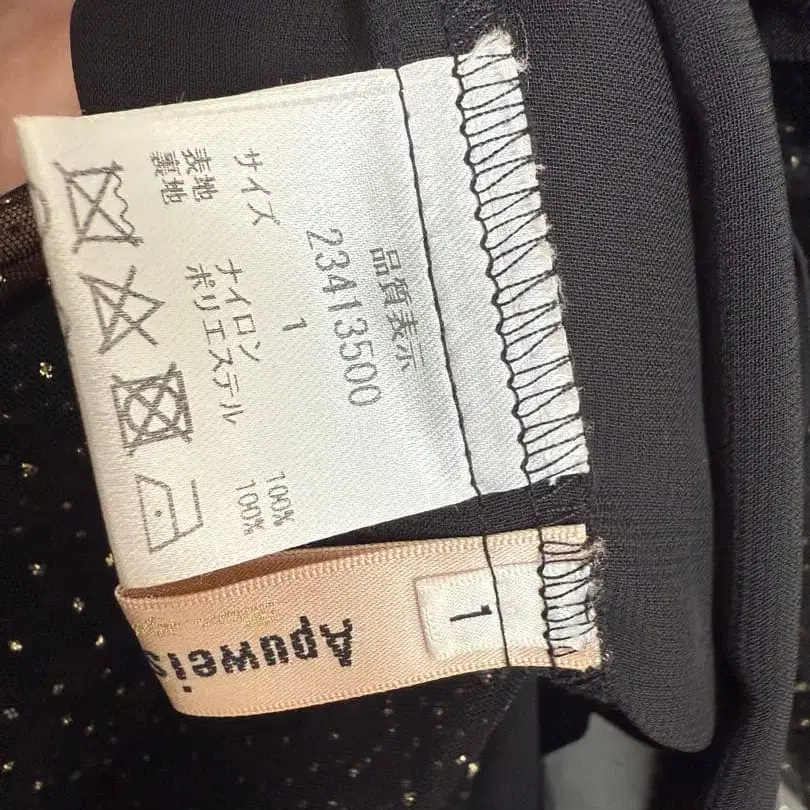 品質表示
23413500
サイズ 1
表地 ナイロン 100%
裏地 ポリエステル 100%
1
Apuweis